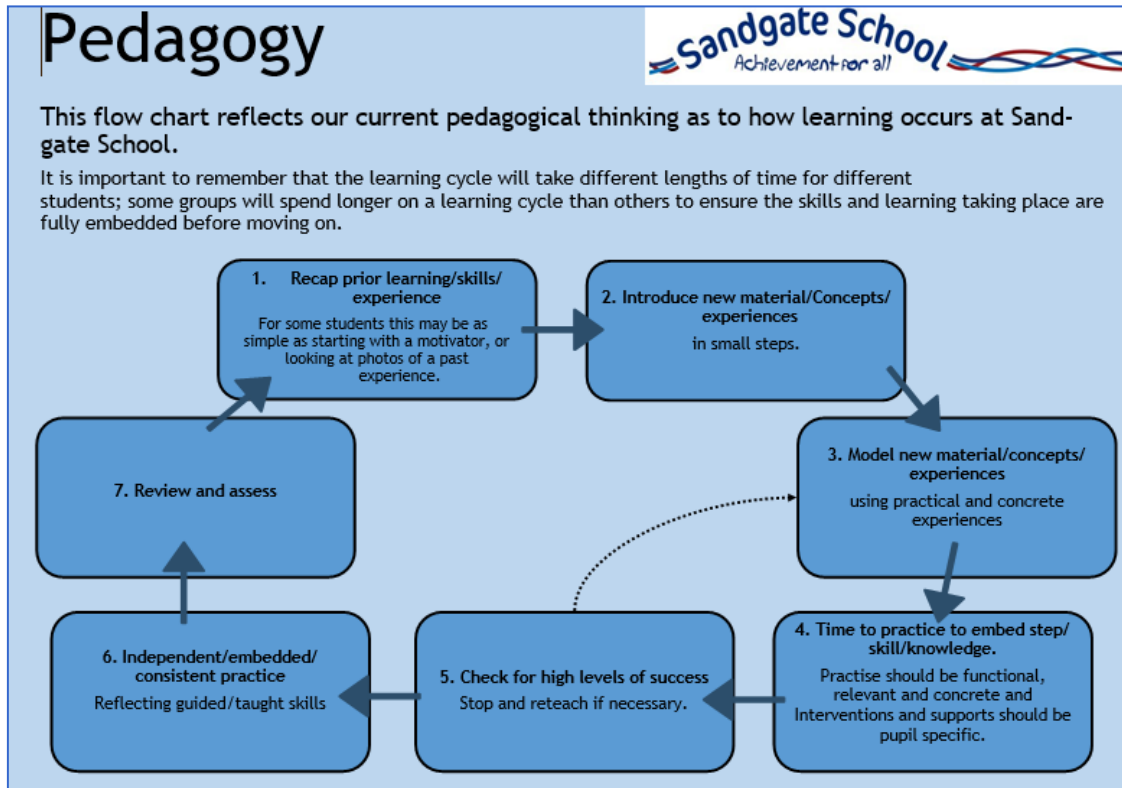 Pedagogy
Sandgate School
Achievement for all
This flow chart reflects our current pedagogical thinking as to how learning occurs at Sand-
gate School.
It is important to remember that the learning cycle will take different lengths of time for different
students; some groups will spend longer on a learning cycle than others to ensure the skills and learning taking place are
fully embedded before moving on.
1. Recap prior learning/skills/
experience
For some students this may be as
simple as starting with a motivator, or
looking at photos of a past
experience.
2. Introduce new material/Concepts/
experiences
in small steps.
3. Model new material/concepts/
experiences
using practical and concrete
experiences
4. Time to practice to embed step/
skill/knowledge.
Practise should be functional,
relevant and concrete and
Interventions and supports should be
pupil specific.
5. Check for high levels of success
Stop and reteach if necessary.
6. Independent/embedded/
consistent practice
Reflecting guided/taught skills
7. Review and assess